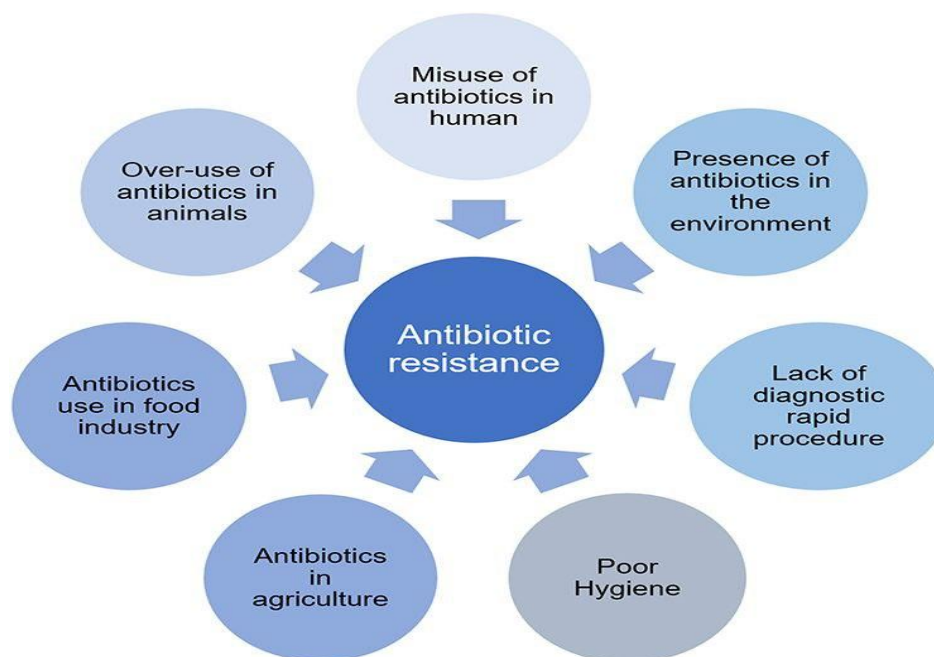 Misuse of
antibiotics in
human
Presence of
antibiotics in
the
environment
Lack of
diagnostic
rapid
procedure
Poor
Hygiene
Antibiotics
in
agriculture
Antibiotics
use in food
industry
Over-use of
antibiotics in
animals
Antibiotic
resistance